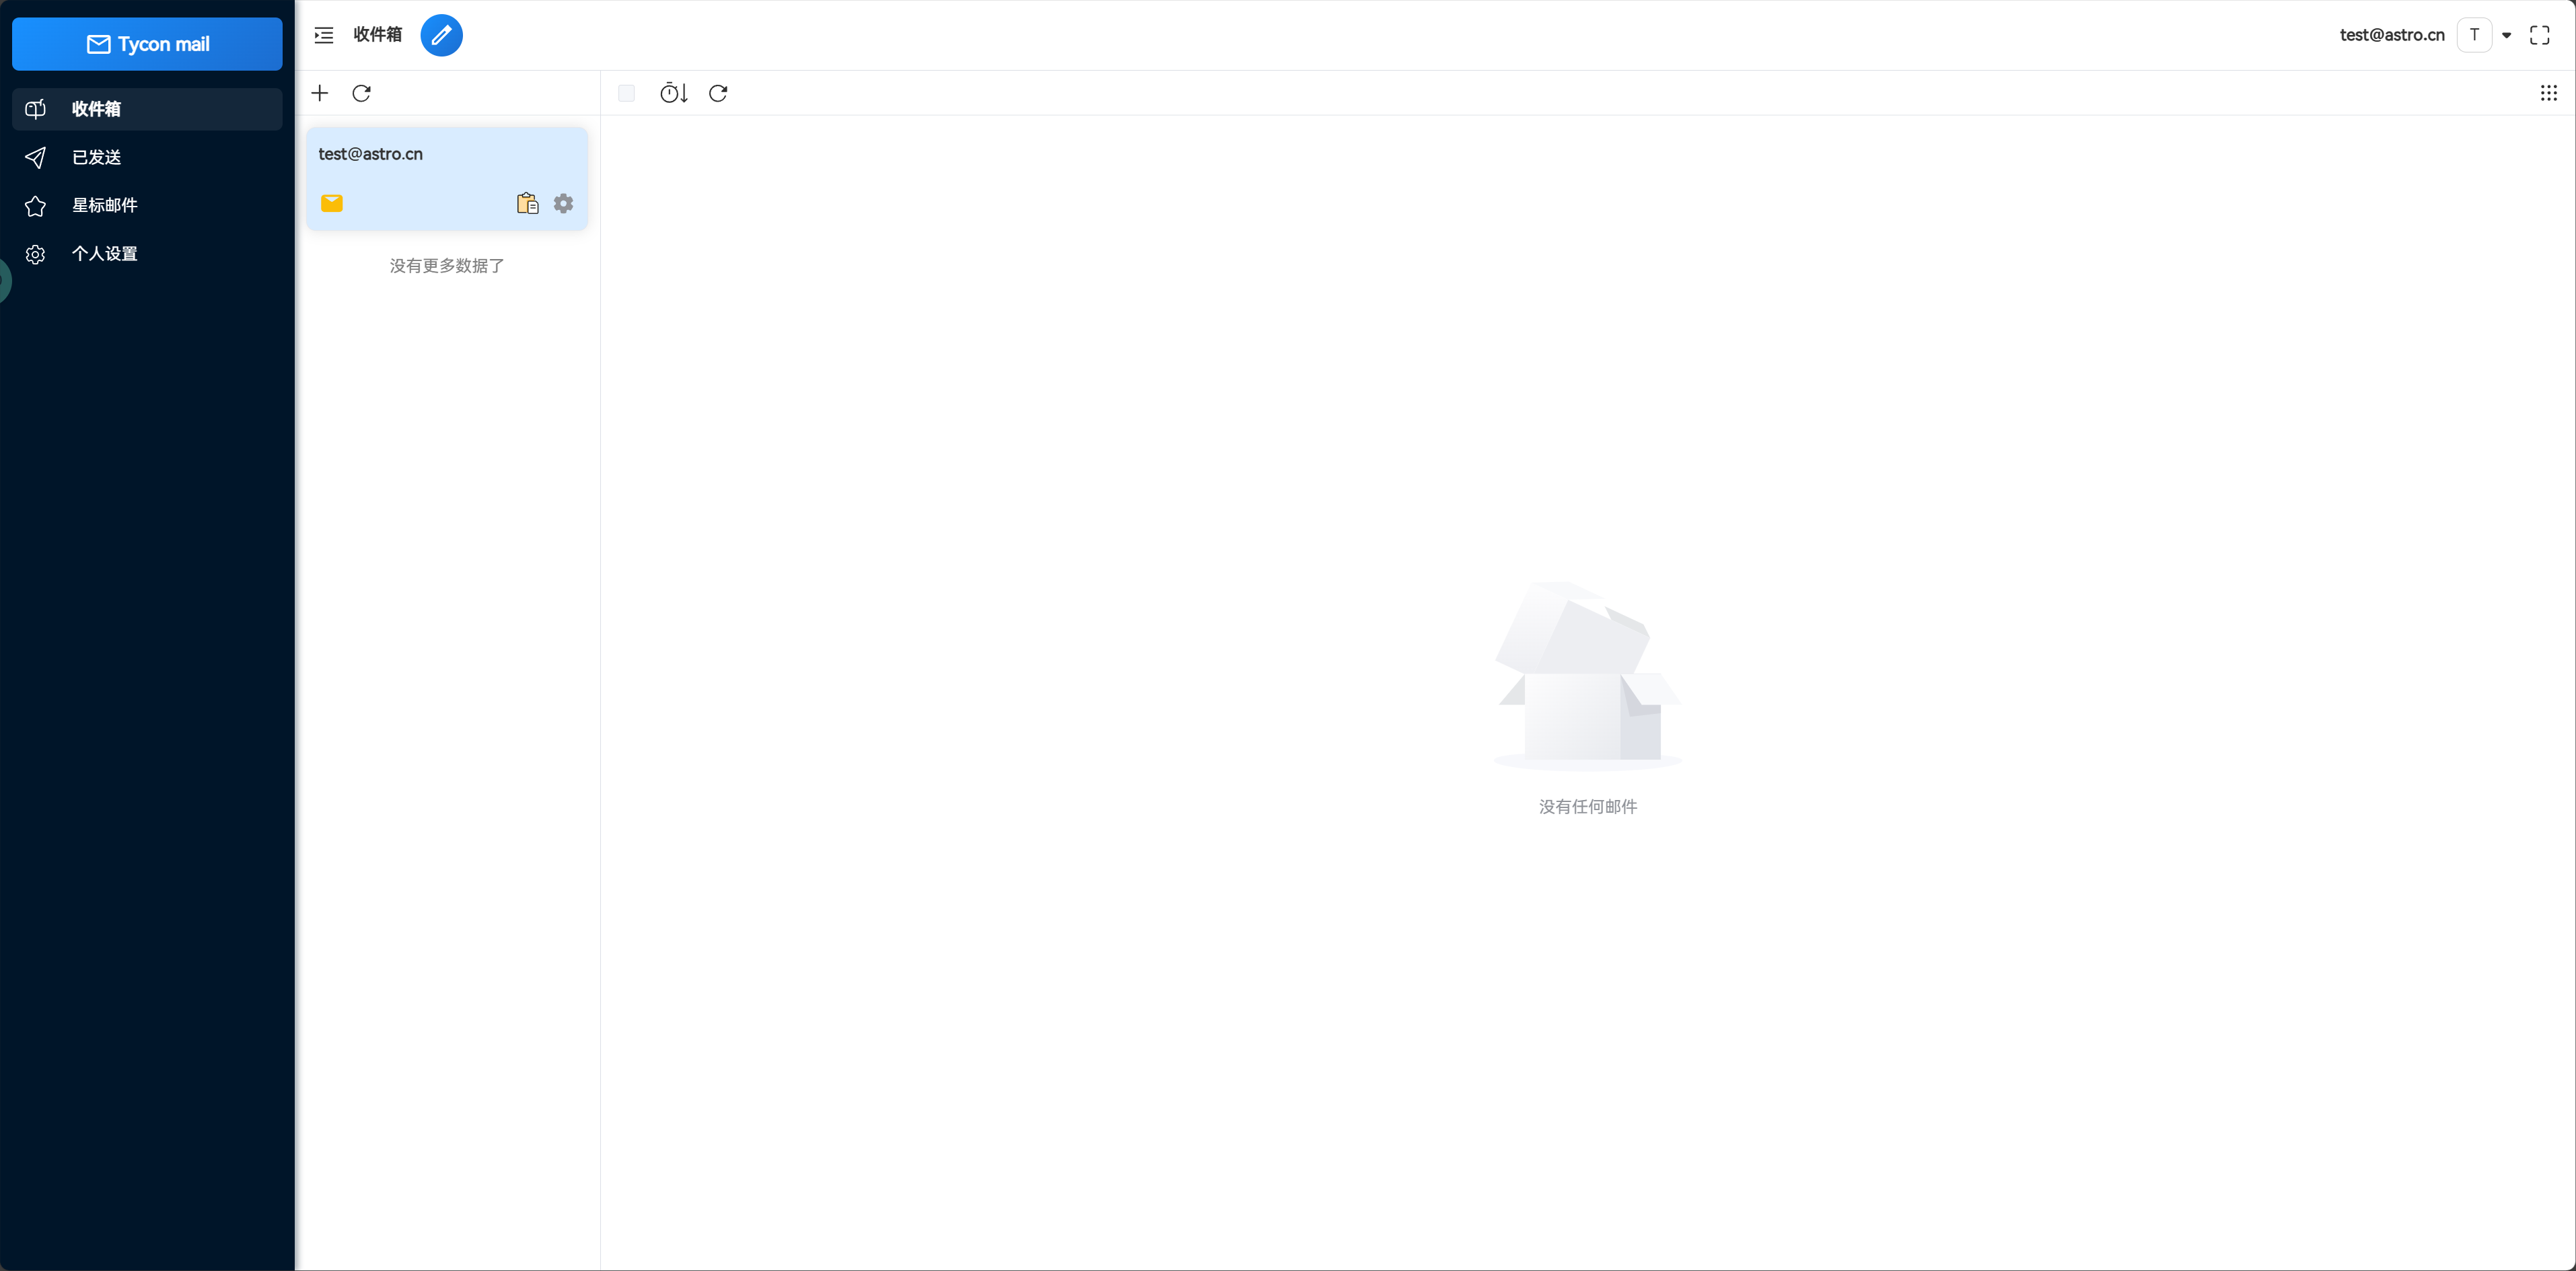 Tycon mail
收件箱
已发送
星标邮件
个人设置
收件箱
test@astro.cn
T
test@astro.cn
没有更多数据了
没有任何邮件